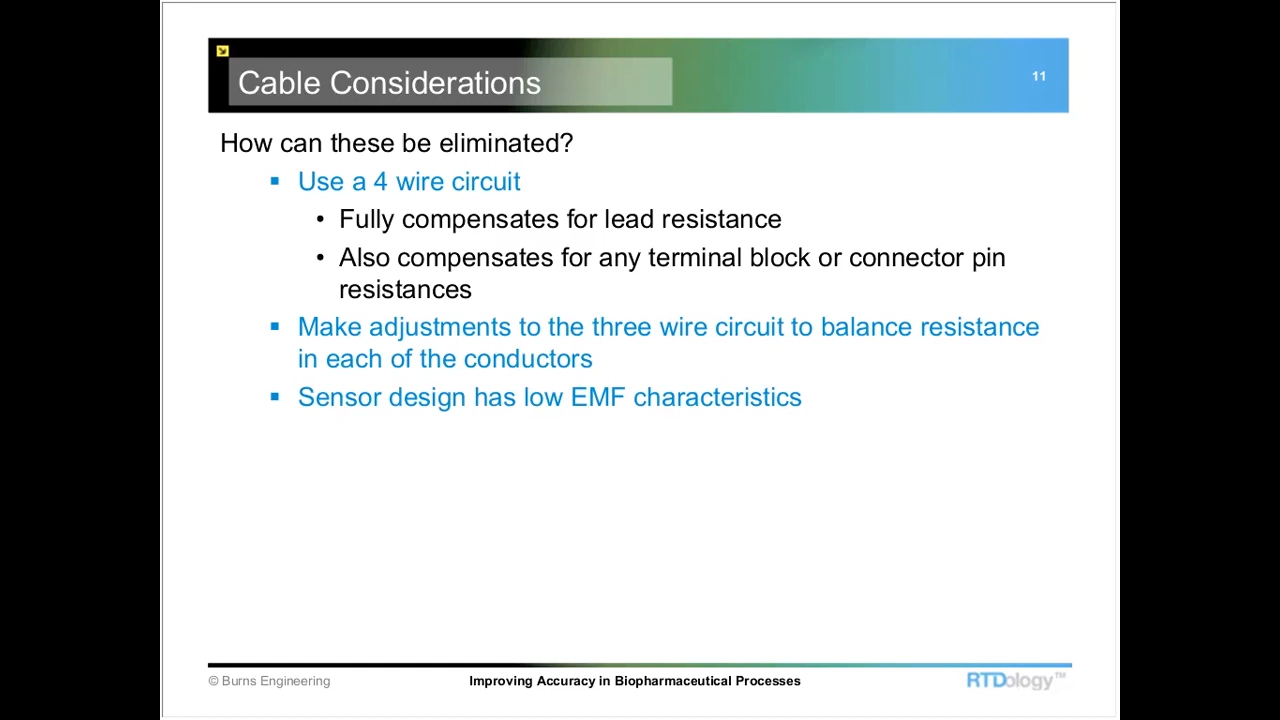 Cable Considerations
11
How can these be eliminated?
▪ Use a 4 wire circuit
• Fully compensates for lead resistance
• Also compensates for any terminal block or connector pin
resistances
▪ Make adjustments to the three wire circuit to balance resistance
in each of the conductors
▪ Sensor design has low EMF characteristics
© Burns Engineering
Improving Accuracy in Biopharmaceutical Processes
RTDology™